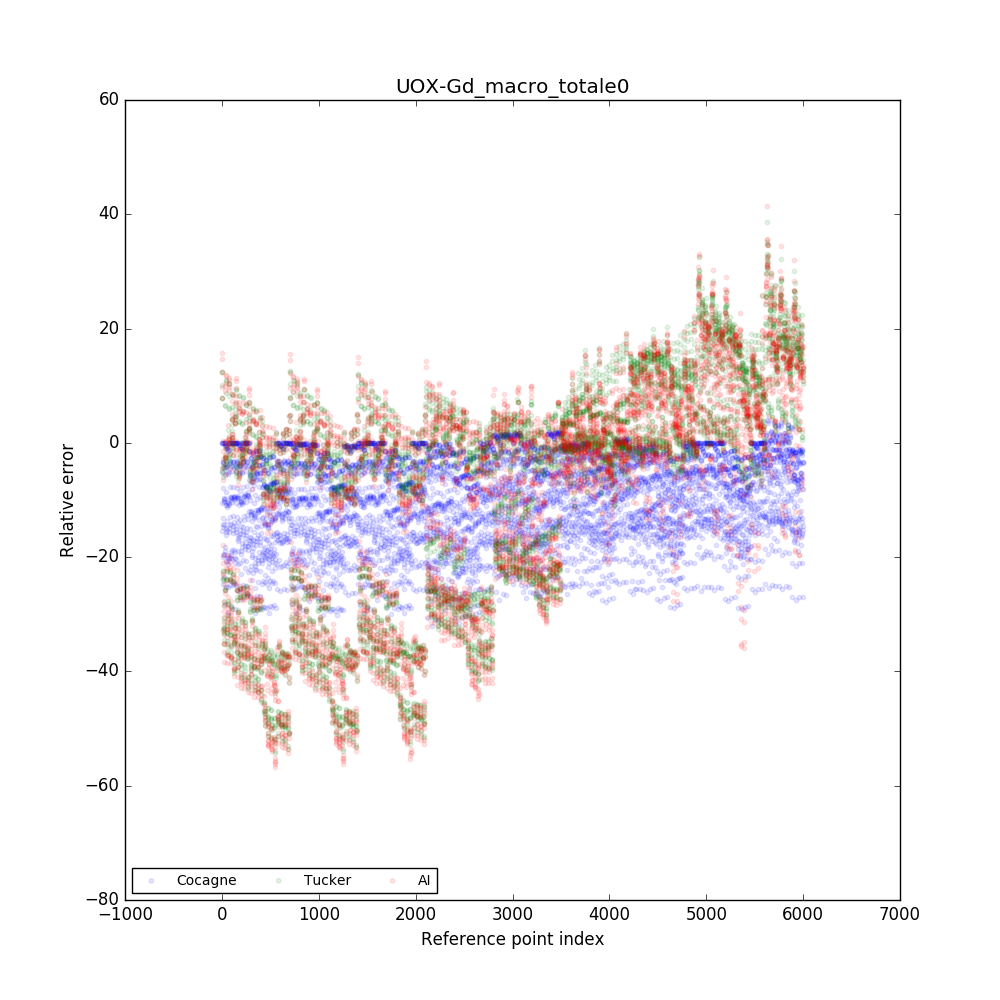 UOX-Gd_macro_totale0
60
40
20
0
−20
−40
−60
−80
Relative error
Cocagne Tucker AI
−1000 0 1000 2000 3000 4000 5000 6000 7000
Reference point index